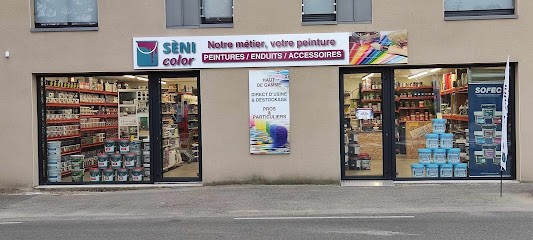 SÈNI
color
Notre métier, votre peinture
PEINTURES / ENDUITS / ACCESSOIRES
HAUT
DE GAMME
DIRECT D'USINE
& DÉSTOCKAGE
PROS
&
PARTICULIERS
SOFEC